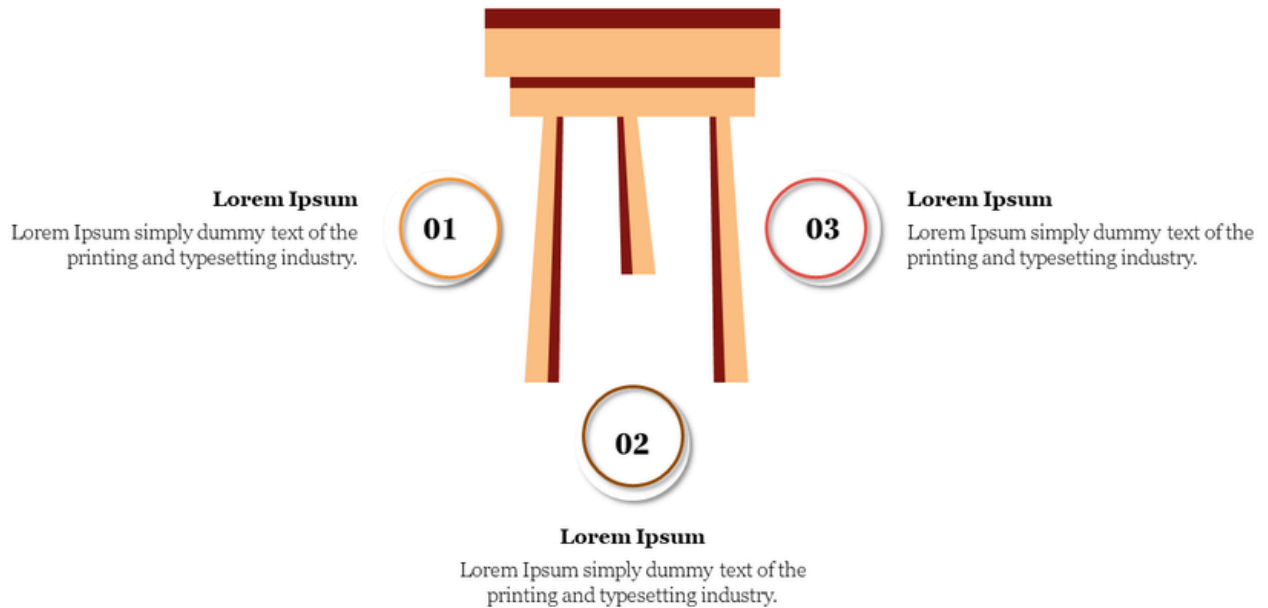 01
Lorem Ipsum
Lorem Ipsum simply dummy text of the
printing and typesetting industry.
02
Lorem Ipsum
Lorem Ipsum simply dummy text of the
printing and typesetting industry.
03
Lorem Ipsum
Lorem Ipsum simply dummy text of the
printing and typesetting industry.